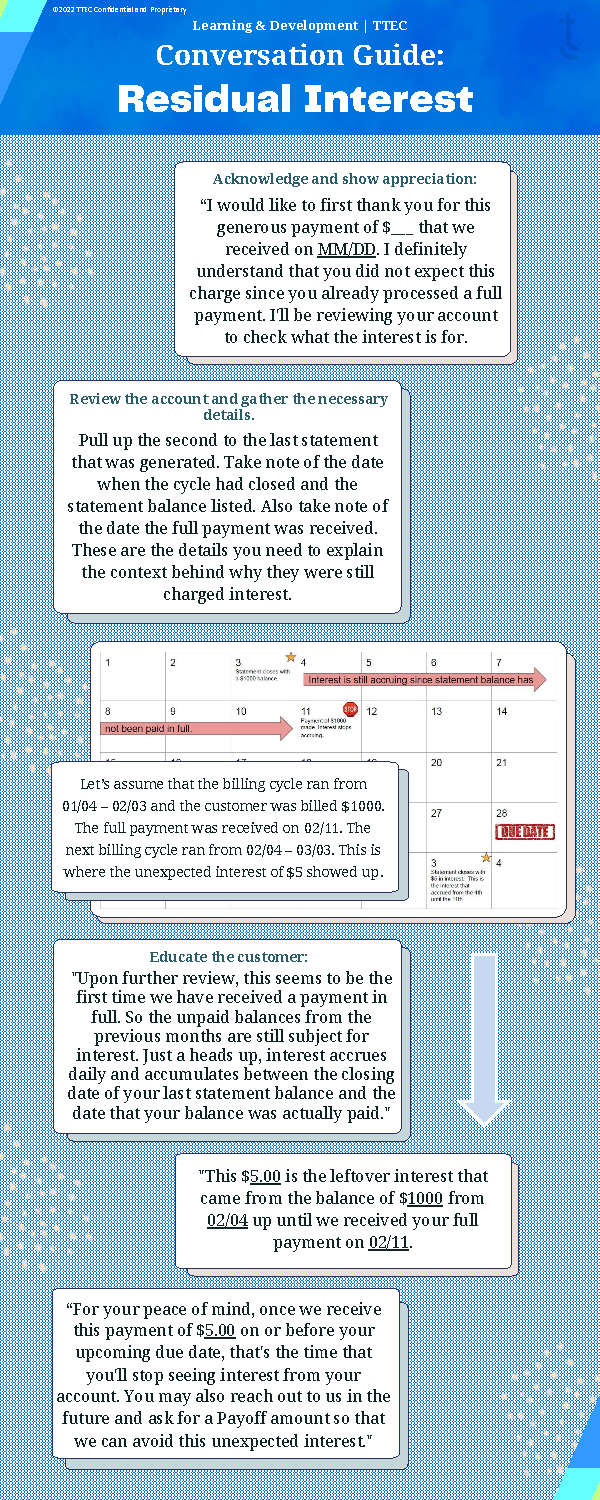 ©2022 TTEC Confidential and Proprietary
Learning & Development | TTEC
Conversation Guide:
Residual Interest
Acknowledge and show appreciation:
“I would like to first thank you for this
generous payment of $___ that we
received on MM/DD. I definitely
understand that you did not expect this
charge since you already processed a full
payment. I'll be reviewing your account
to check what the interest is for.
Review the account and gather the necessary
details.
Pull up the second to the last statement
that was generated. Take note of the date
when the cycle had closed and the
statement balance listed. Also take note of
the date the full payment was received.
These are the details you need to explain
the context behind why they were still
charged interest.
1 2 3 4 5 6 7
Statement closes with
a $1000 balance.
Interest is still accruing since statement balance has
8 9 10 11 12 13 14
STOP
not been paid in full.
Payment of $1000
made. Interest stops
accruing.
20 21
27 28
DUE DATE
3 4
Statement closes with
$5 in interest. This is
the interest that
accrued from the 4th
until the 11th.
Let’s assume that the billing cycle ran from
01/04 – 02/03 and the customer was billed $1000.
The full payment was received on 02/11. The
next billing cycle ran from 02/04 – 03/03. This is
where the unexpected interest of $5 showed up.
Educate the customer:
"Upon further review, this seems to be the
first time we have received a payment in
full. So the unpaid balances from the
previous months are still subject for
interest. Just a heads up, interest accrues
daily and accumulates between the closing
date of your last statement balance and the
date that your balance was actually paid."
"This $5.00 is the leftover interest that
came from the balance of $1000 from
02/04 up until we received your full
payment on 02/11.
“For your peace of mind, once we receive
this payment of $5.00 on or before your
upcoming due date, that's the time that
you'll stop seeing interest from your
account. You may also reach out to us in the
future and ask for a Payoff amount so that
we can avoid this unexpected interest."